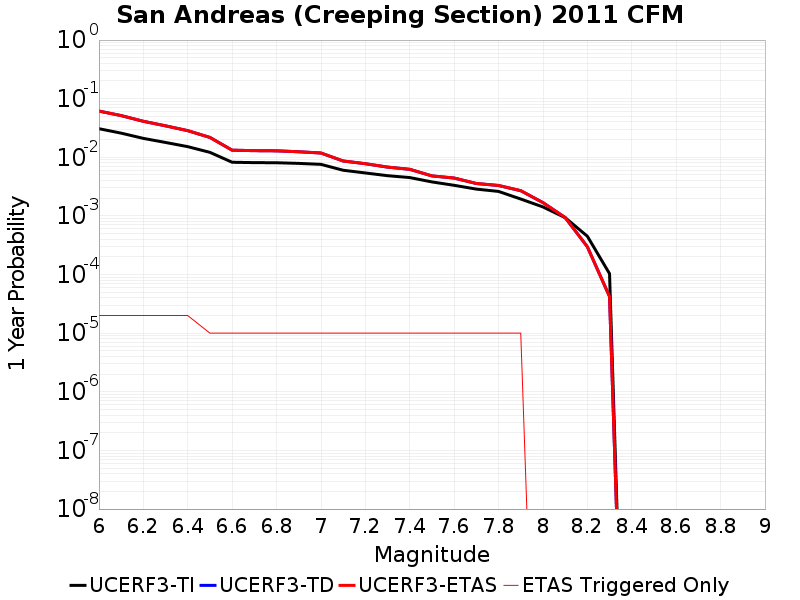 San Andreas (Creeping Section) 2011 CFM
1 Year Probability
10^0
10^-1
10^-2
10^-3
10^-4
10^-5
10^-6
10^-7
10^-8
6 6.2 6.4 6.6 6.8 7 7.2 7.4 7.6 7.8 8 8.2 8.4 8.6 8.8 9
Magnitude
UCERF3-TI UCERF3-TD UCERF3-ETAS ETAS Triggered Only